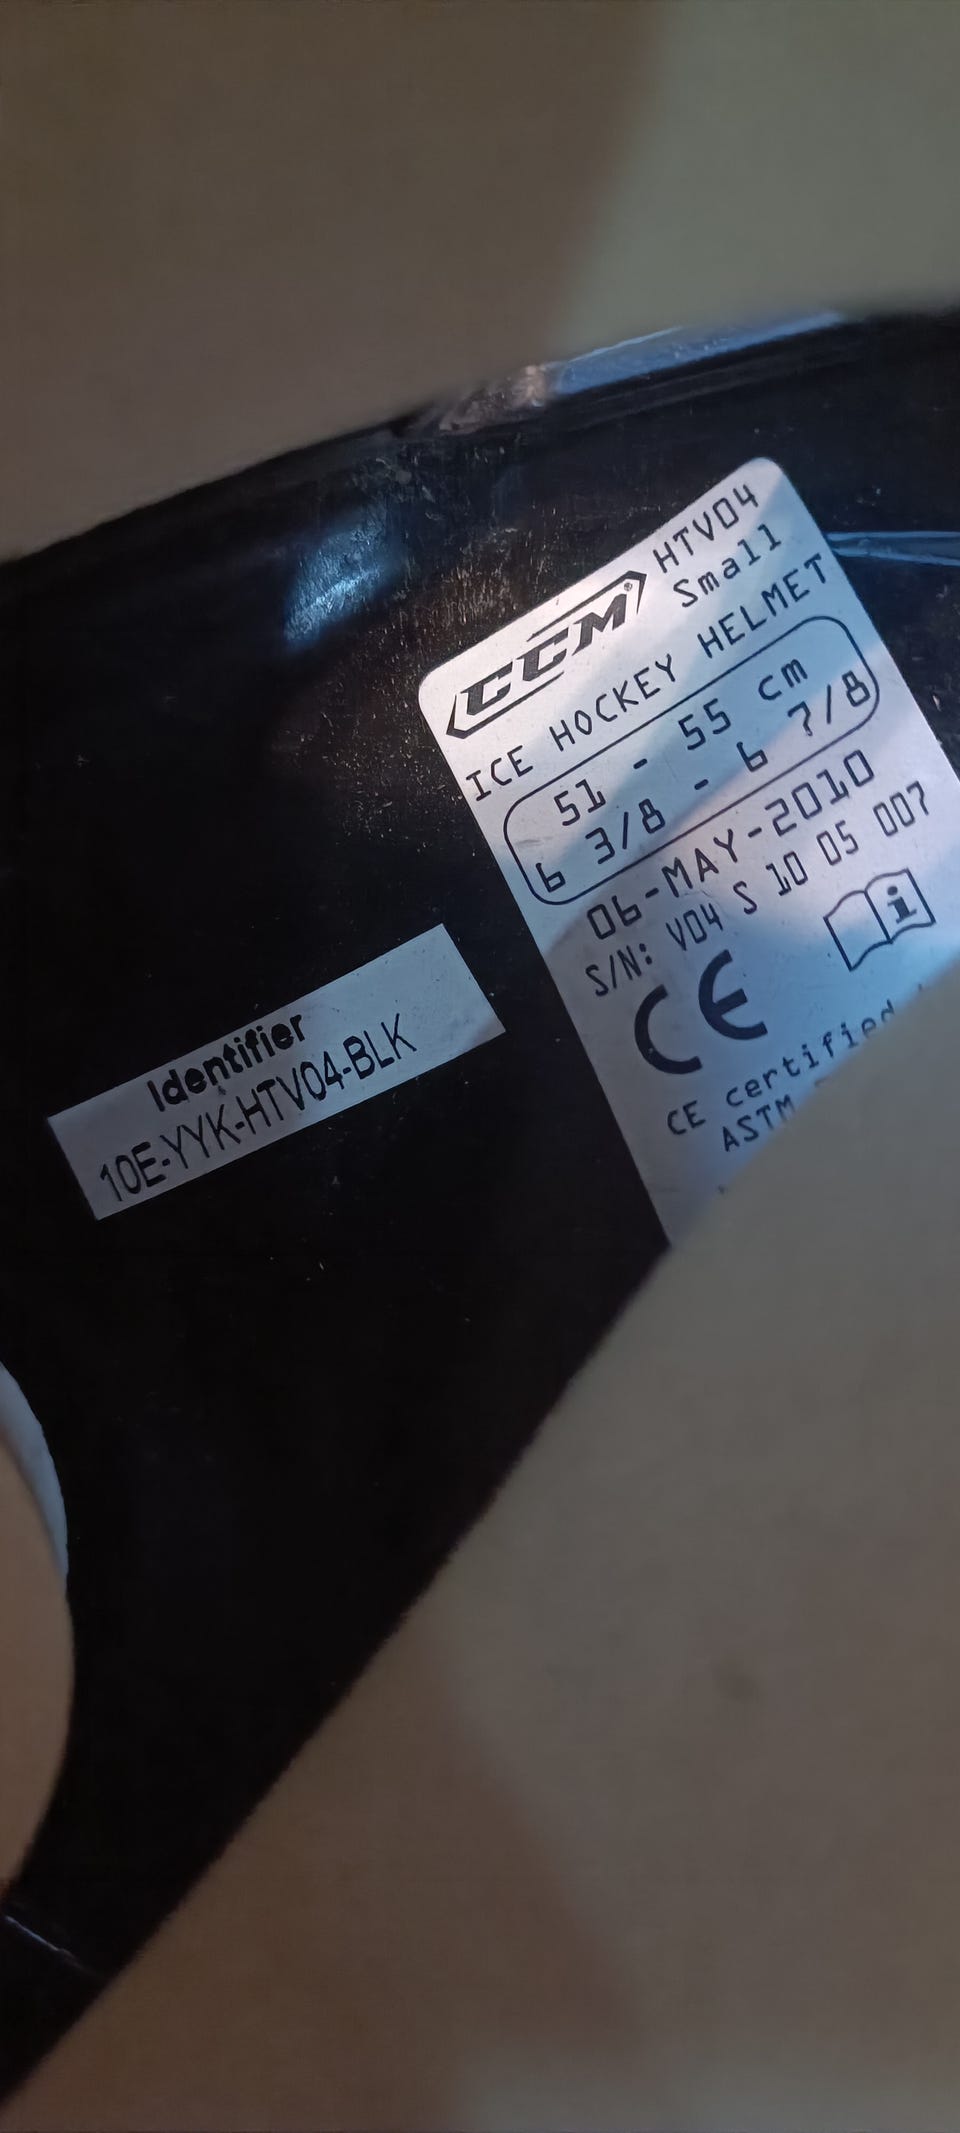 CCM® HTV04
Small
ICE HOCKEY HELMET
51 - 55 cm
6 3/8 - 6 7/8
06-MAY-2010
S/N: V04 S 10 05 007
i
CE
CE certified
ASTM
Identifier
10E-YYK-HTV04-BLK